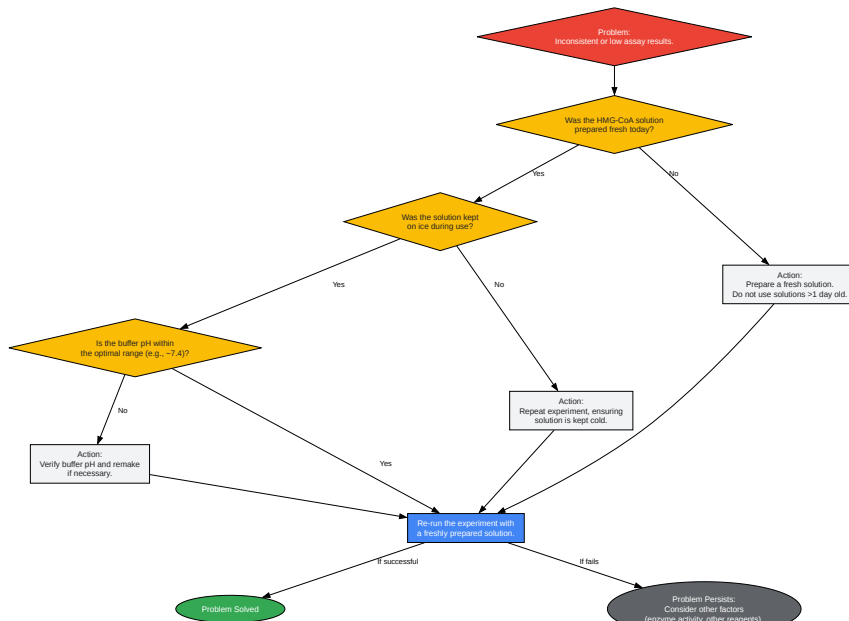 Problem:
Inconsistent or low assay results.
Was the HMG-CoA solution
prepared fresh today?
Yes
No
Was the solution kept
on ice during use?
Yes
No
Action:
Prepare a fresh solution.
Do not use solutions >1 day old.
Is the buffer pH within
the optimal range (e.g., ~7.4)?
No
Yes
Action:
Repeat experiment, ensuring
solution is kept cold.
Action:
Verify buffer pH and remake
if necessary.
Re-run the experiment with
a freshly prepared solution.
If successful
If fails
Problem Solved
Problem Persists:
Consider other factors
(enzyme activity, other reagents)